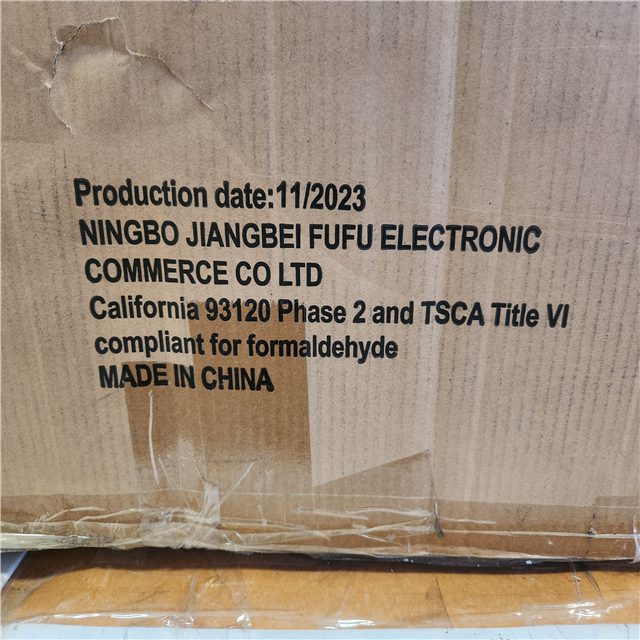 Production date:11/2023
NINGBO JIANGBEI FUFU ELECTRONIC
COMMERCE CO LTD
California 93120 Phase 2 and TSCA Title VI
compliant for formaldehyde
MADE IN CHINA